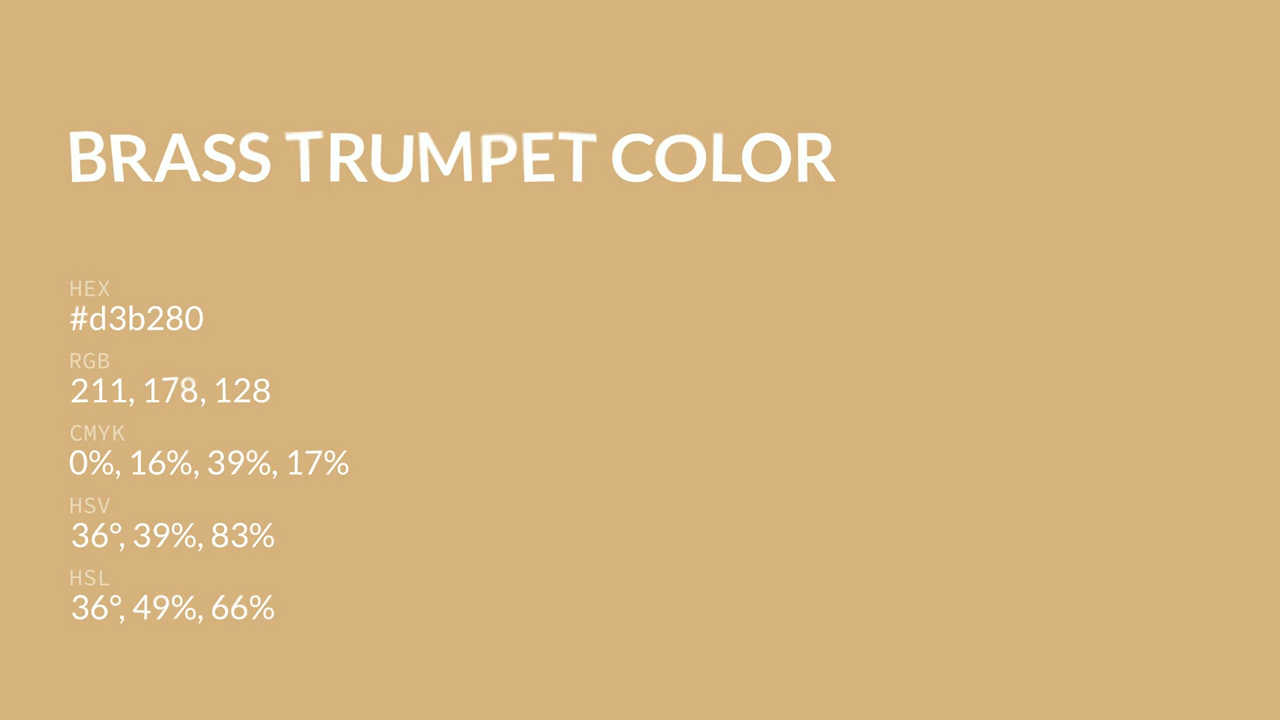 BRASS TRUMPET COLOR
HEX
#d3b280
RGB
211, 178, 128
CMYK
0%, 16%, 39%, 17%
HSV
36°, 39%, 83%
HSL
36°, 49%, 66%